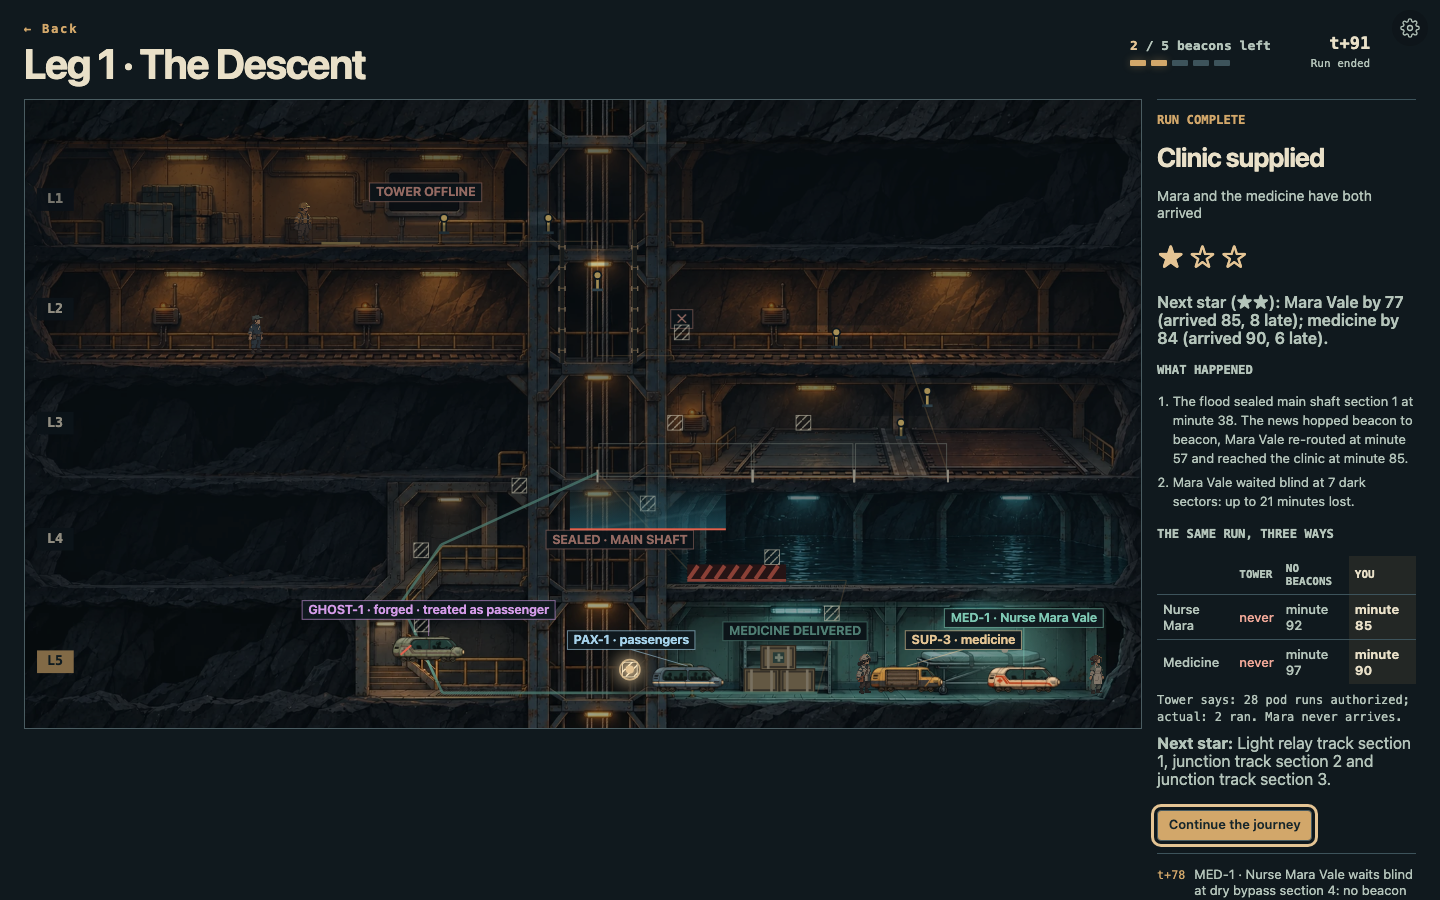 ← Back
Leg 1 · The Descent
2 / 5 beacons left
t+91
Run ended
L1
L2
L3
L4
L5
TOWER OFFLINE
SEALED · MAIN SHAFT
GHOST-1 · forged · treated as passenger
PAX-1 · passengers
MEDICINE DELIVERED
MED-1 · Nurse Mara Vale
SUP-3 · medicine
RUN COMPLETE
Clinic supplied
Mara and the medicine have both
arrived
Next star (★★): Mara Vale by 77
(arrived 85, 8 late); medicine by
84 (arrived 90, 6 late).
WHAT HAPPENED
1. The flood sealed main shaft section 1 at
minute 38. The news hopped beacon to
beacon, Mara Vale re-routed at minute
57 and reached the clinic at minute 85.
2. Mara Vale waited blind at 7 dark
sectors: up to 21 minutes lost.
THE SAME RUN, THREE WAYS
TOWER
NO
BEACONS
YOU
Nurse
Mara
never
minute
92
minute
85
Medicine
never
minute
97
minute
90
Tower says: 28 pod runs authorized;
actual: 2 ran. Mara never arrives.
Next star: Light relay track section
1, junction track section 2 and
junction track section 3.
Continue the journey
t+78 MED-1 · Nurse Mara Vale waits blind
at dry bypass section 4: no beacon